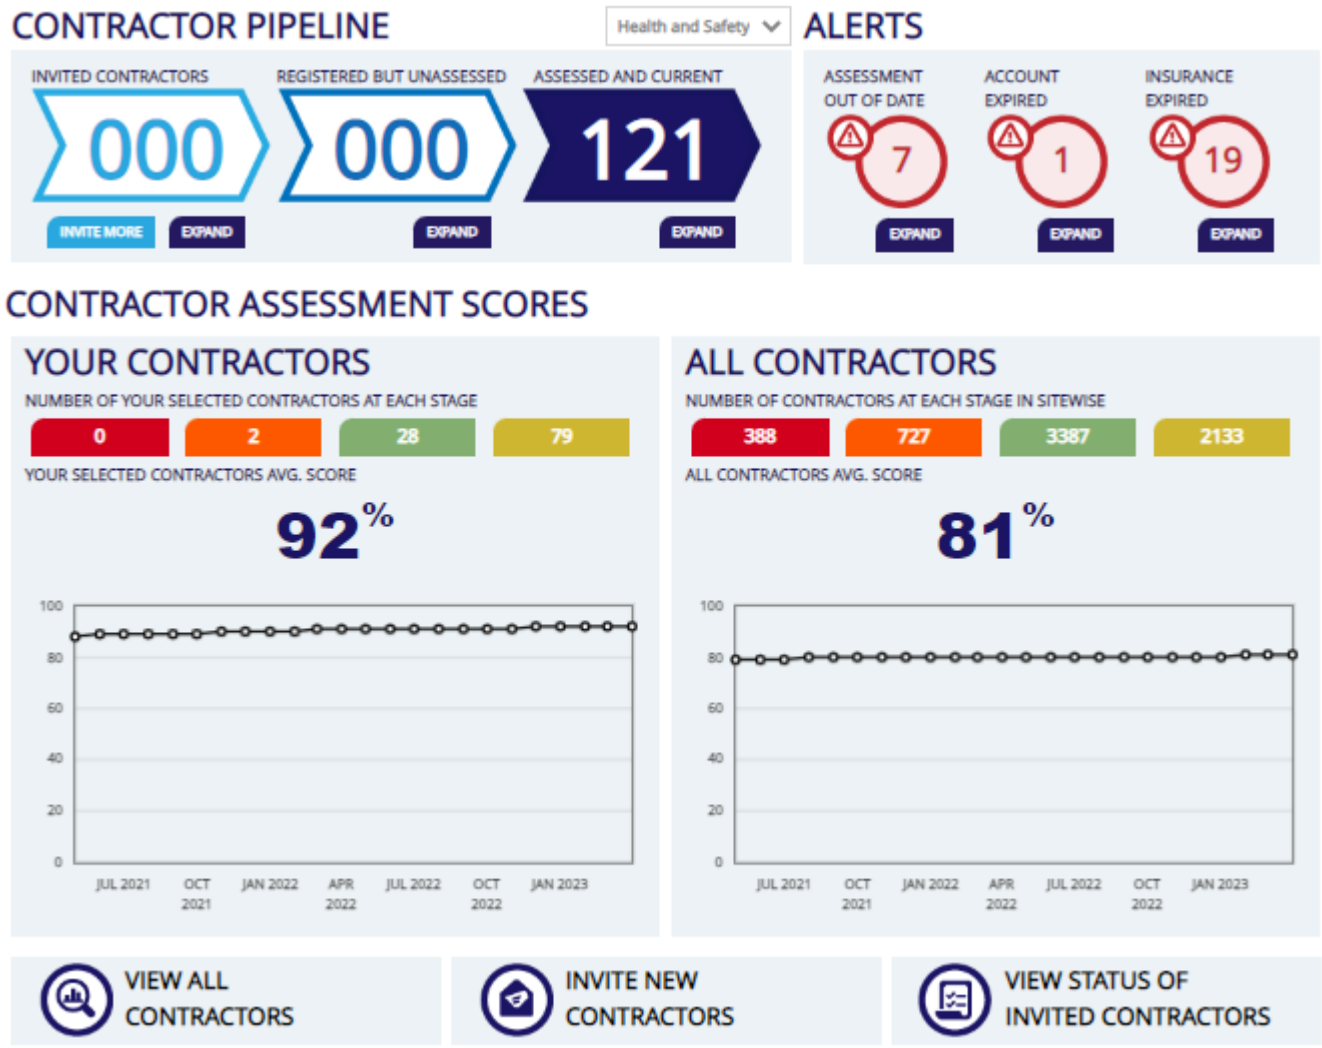 CONTRACTOR PIPELINE
Health and Safety
INVITED CONTRACTORS
REGISTERED BUT UNASSESSED
ASSESSED AND CURRENT
000
000
121
INVITE MORE
EXPAND
EXPAND
EXPAND
ALERTS
ASSESSMENT
OUT OF DATE
ACCOUNT
EXPIRED
INSURANCE
EXPIRED
7
1
19
EXPAND
EXPAND
EXPAND
CONTRACTOR ASSESSMENT SCORES
YOUR CONTRACTORS
NUMBER OF YOUR SELECTED CONTRACTORS AT EACH STAGE
0
2
28
79
YOUR SELECTED CONTRACTORS AVG. SCORE
92%
100
80
60
40
20
0
JUL 2021
OCT
2021
JAN 2022
APR
2022
JUL 2022
OCT
2022
JAN 2023
ALL CONTRACTORS
NUMBER OF CONTRACTORS AT EACH STAGE IN SITEWISE
388
727
3387
2133
ALL CONTRACTORS AVG. SCORE
81%
100
80
60
40
20
0
JUL 2021
OCT
2021
JAN 2022
APR
2022
JUL 2022
OCT
2022
JAN 2023
VIEW ALL
CONTRACTORS
INVITE NEW
CONTRACTORS
VIEW STATUS OF
INVITED CONTRACTORS